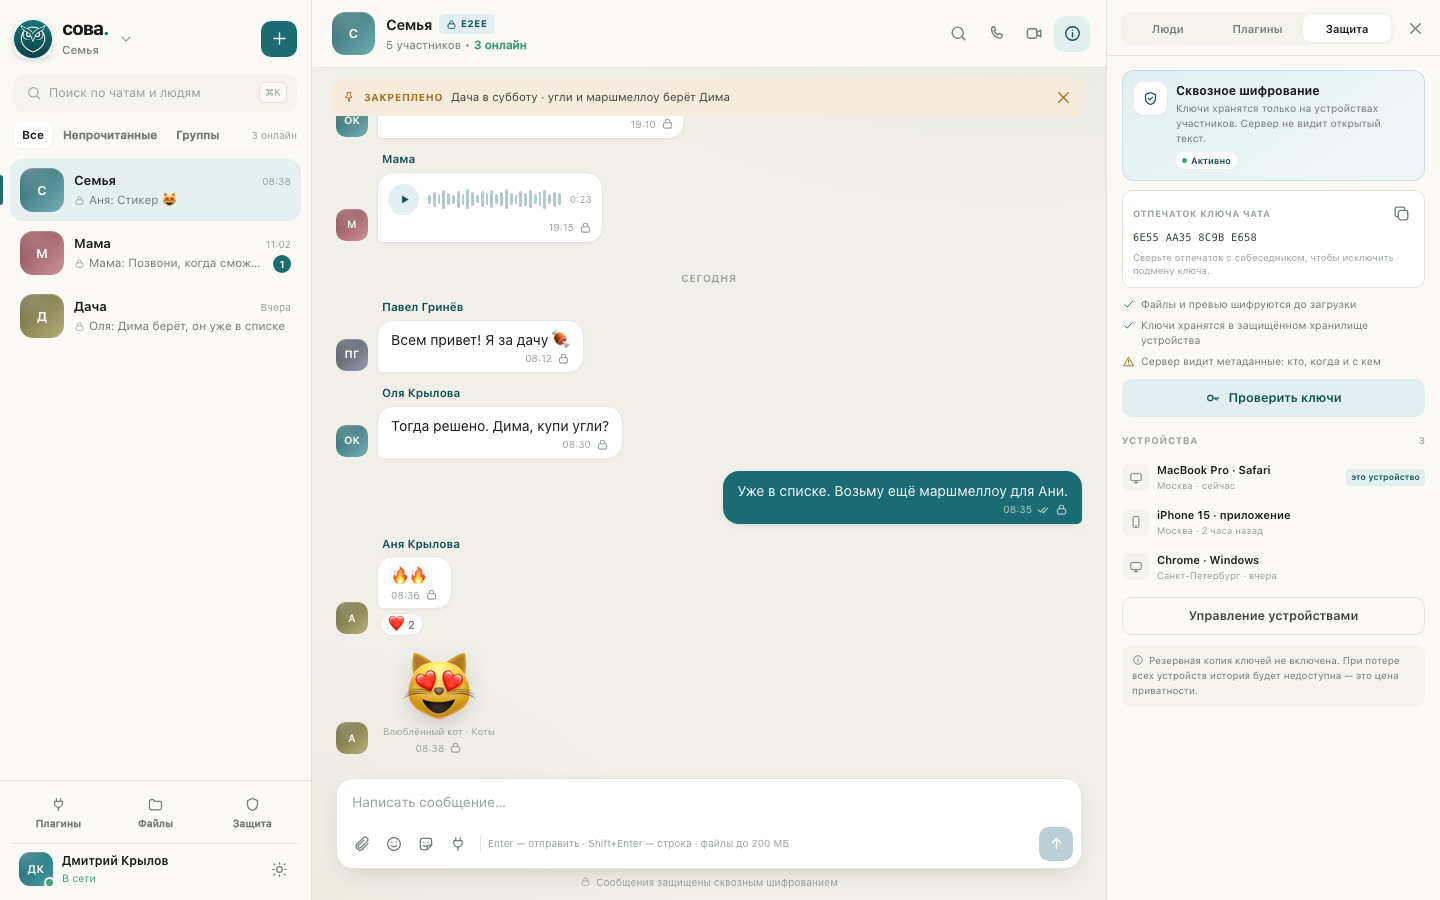 сова.
Семья
Поиск по чатам и людям
⌘K
Все
Непрочитанные
Группы
3 онлайн
С
Семья
08:38
Аня: Стикер 😻
М
Мама
11:02
Мама: Позвони, когда смож...
1
Д
Дача
Вчера
Оля: Дима берёт, он уже в списке
Плагины
Файлы
Защита
ДК
Дмитрий Крылов
В сети
С
Семья
E2EE
5 участников • 3 онлайн
ЗАКРЕПЛЕНО
Дача в субботу · угли и маршмеллоу берёт Дима
ОК
19:10
Мама
0:23
М
19:15
СЕГОДНЯ
Павел Гринёв
Всем привет! Я за дачу 🍖
ПГ
08:12
Оля Крылова
Тогда решено. Дима, купи угли?
ОК
08:30
Уже в списке. Возьму ещё маршмеллоу для Ани.
08:35
Аня Крылова
🔥🔥
08:36
А
❤️ 2
Влюблённый кот · Коты
А
08:38
Написать сообщение...
Enter — отправить · Shift+Enter — строка · файлы до 200 МБ
Сообщения защищены сквозным шифрованием
Люди
Плагины
Защита
Сквозное шифрование
Ключи хранятся только на устройствах
участников. Сервер не видит открытый
текст.
Активно
ОТПЕЧАТОК КЛЮЧА ЧАТА
6E55 AA35 8C9B E658
Сверьте отпечаток с собеседником, чтобы исключить
подмену ключа.
Файлы и превью шифруются до загрузки
Ключи хранятся в защищённом хранилище
устройства
Сервер видит метаданные: кто, когда и с кем
Проверить ключи
УСТРОЙСТВА
3
MacBook Pro · Safari
Москва · сейчас
это устройство
iPhone 15 · приложение
Москва · 2 часа назад
Chrome · Windows
Санкт-Петербург · вчера
Управление устройствами
Резервная копия ключей не включена. При потере
всех устройств история будет недоступна — это цена
приватности.